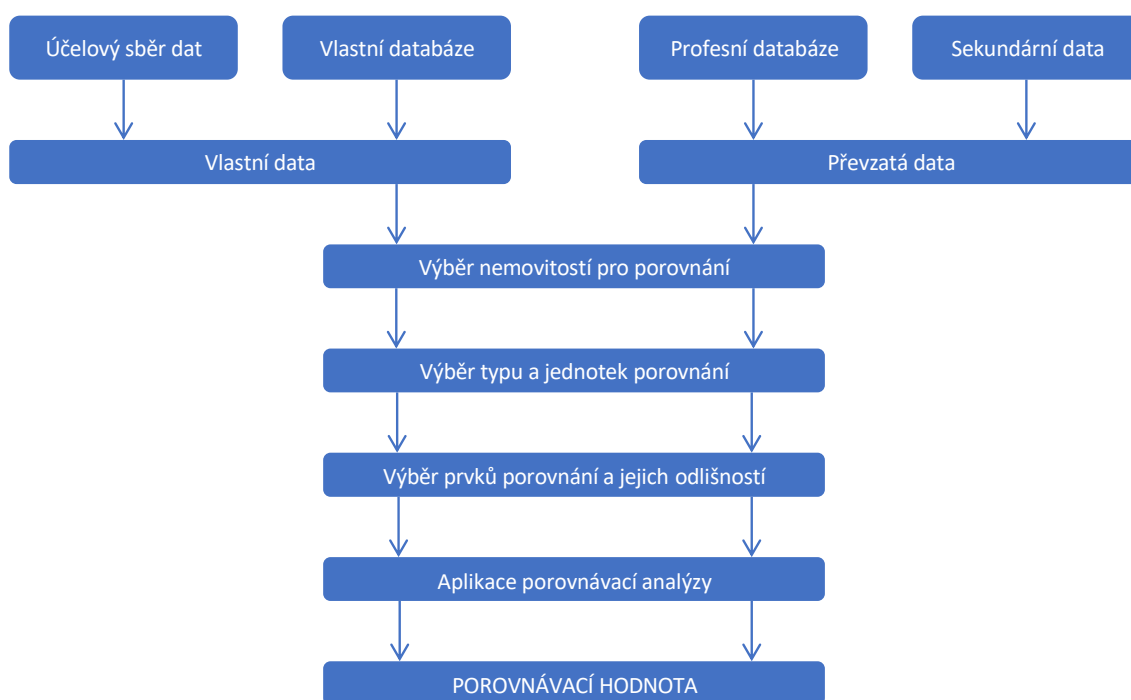 Účelový sběr dat
Vlastní databáze
Profesní databáze
Sekundární data
Vlastní data
Převzatá data
Výběr nemovitostí pro porovnání
Výběr typu a jednotek porovnání
Výběr prvků porovnání a jejich odlišností
Aplikace porovnávací analýzy
POROVNÁVACÍ HODNOTA